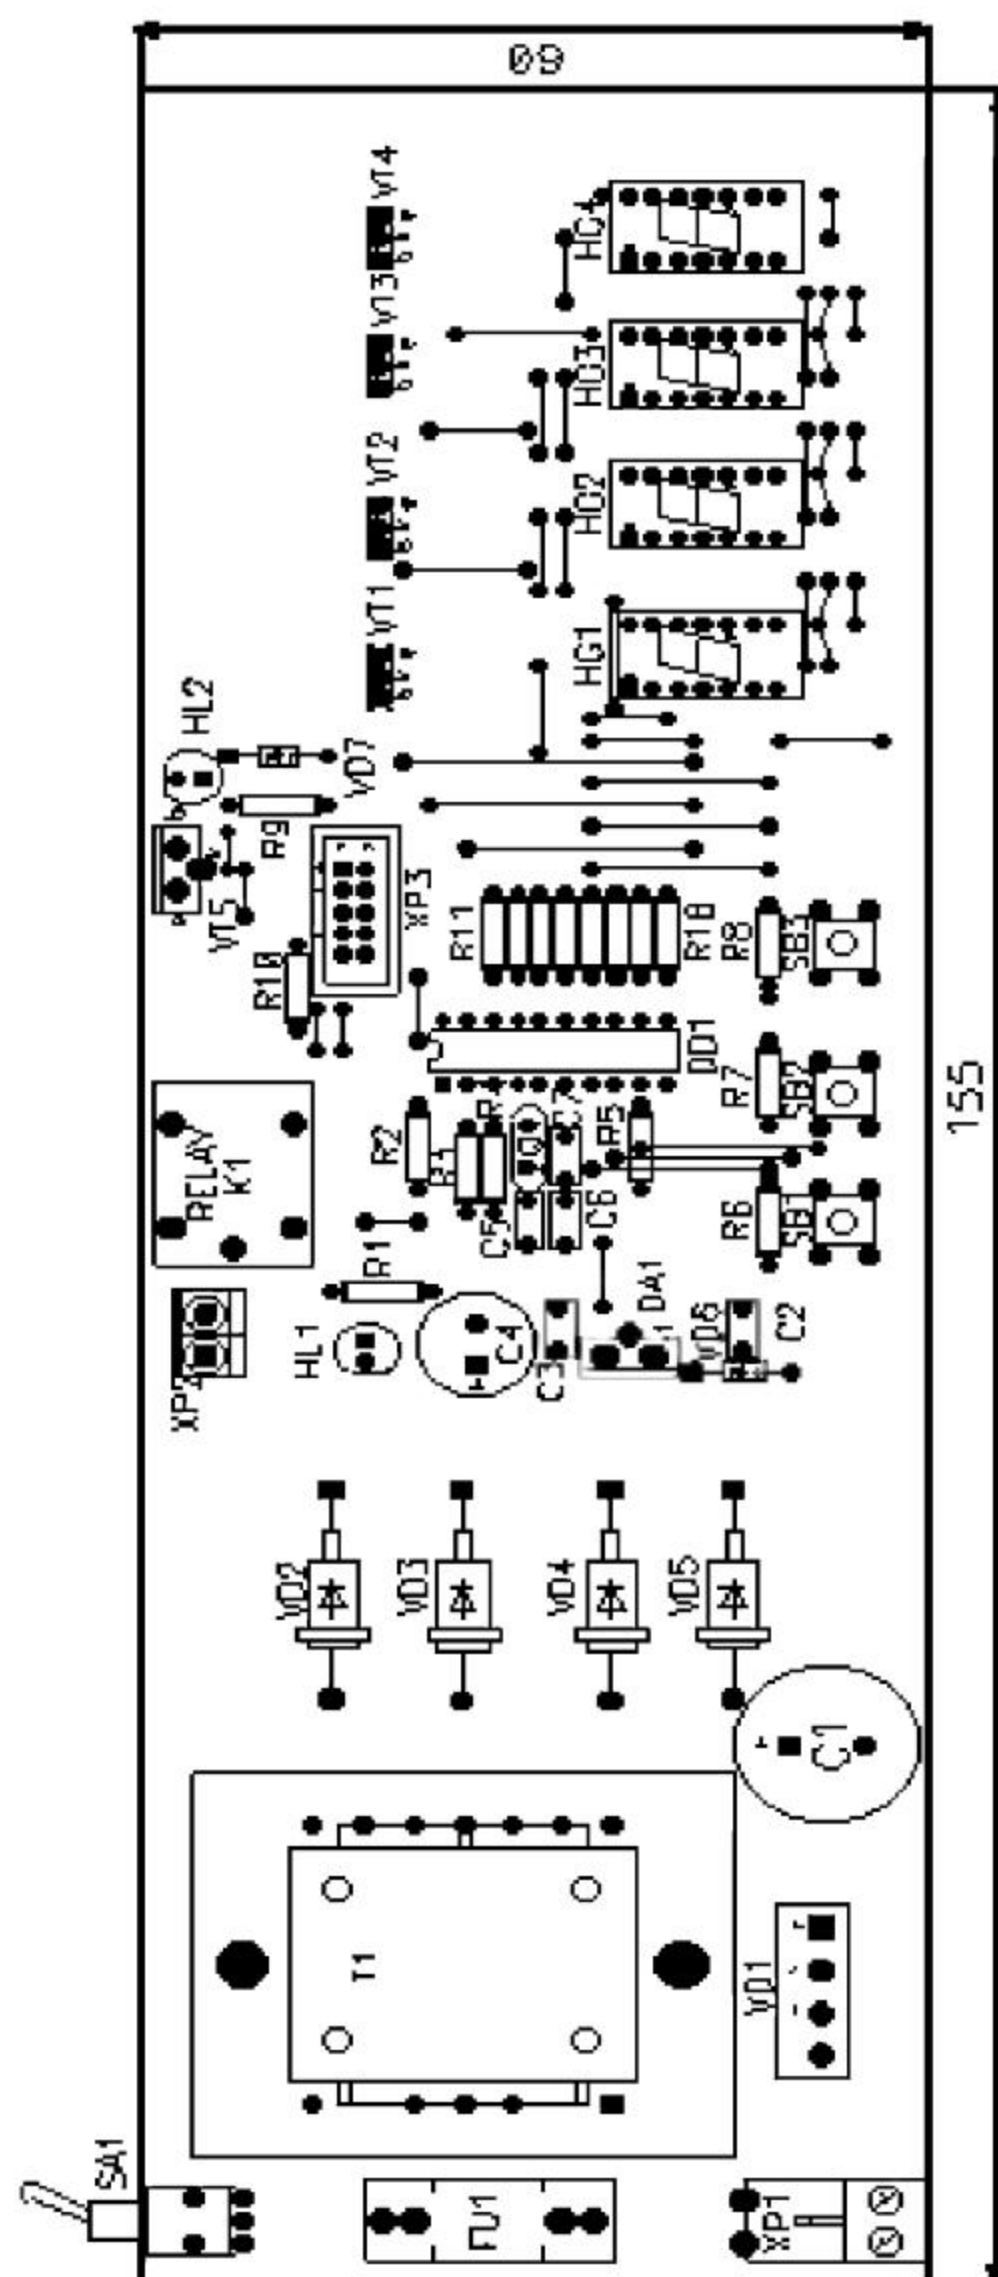 60
VT4
HG4
VT3
HG3
VT2
HG2
VT1
HG1
HL2
VD7
R9
XP3
VT5
R11
R18
R8
SB3
R10
DD1
R7
SB2
155
R2
C7
R5
RELAY
K1
C5
C6
R6
SB1
R1
DA1
HL1
C4
C3
VD6
C2
VD2
VD3
VD4
VD5
C1
T1
VD1
SA1
FU1
XP1